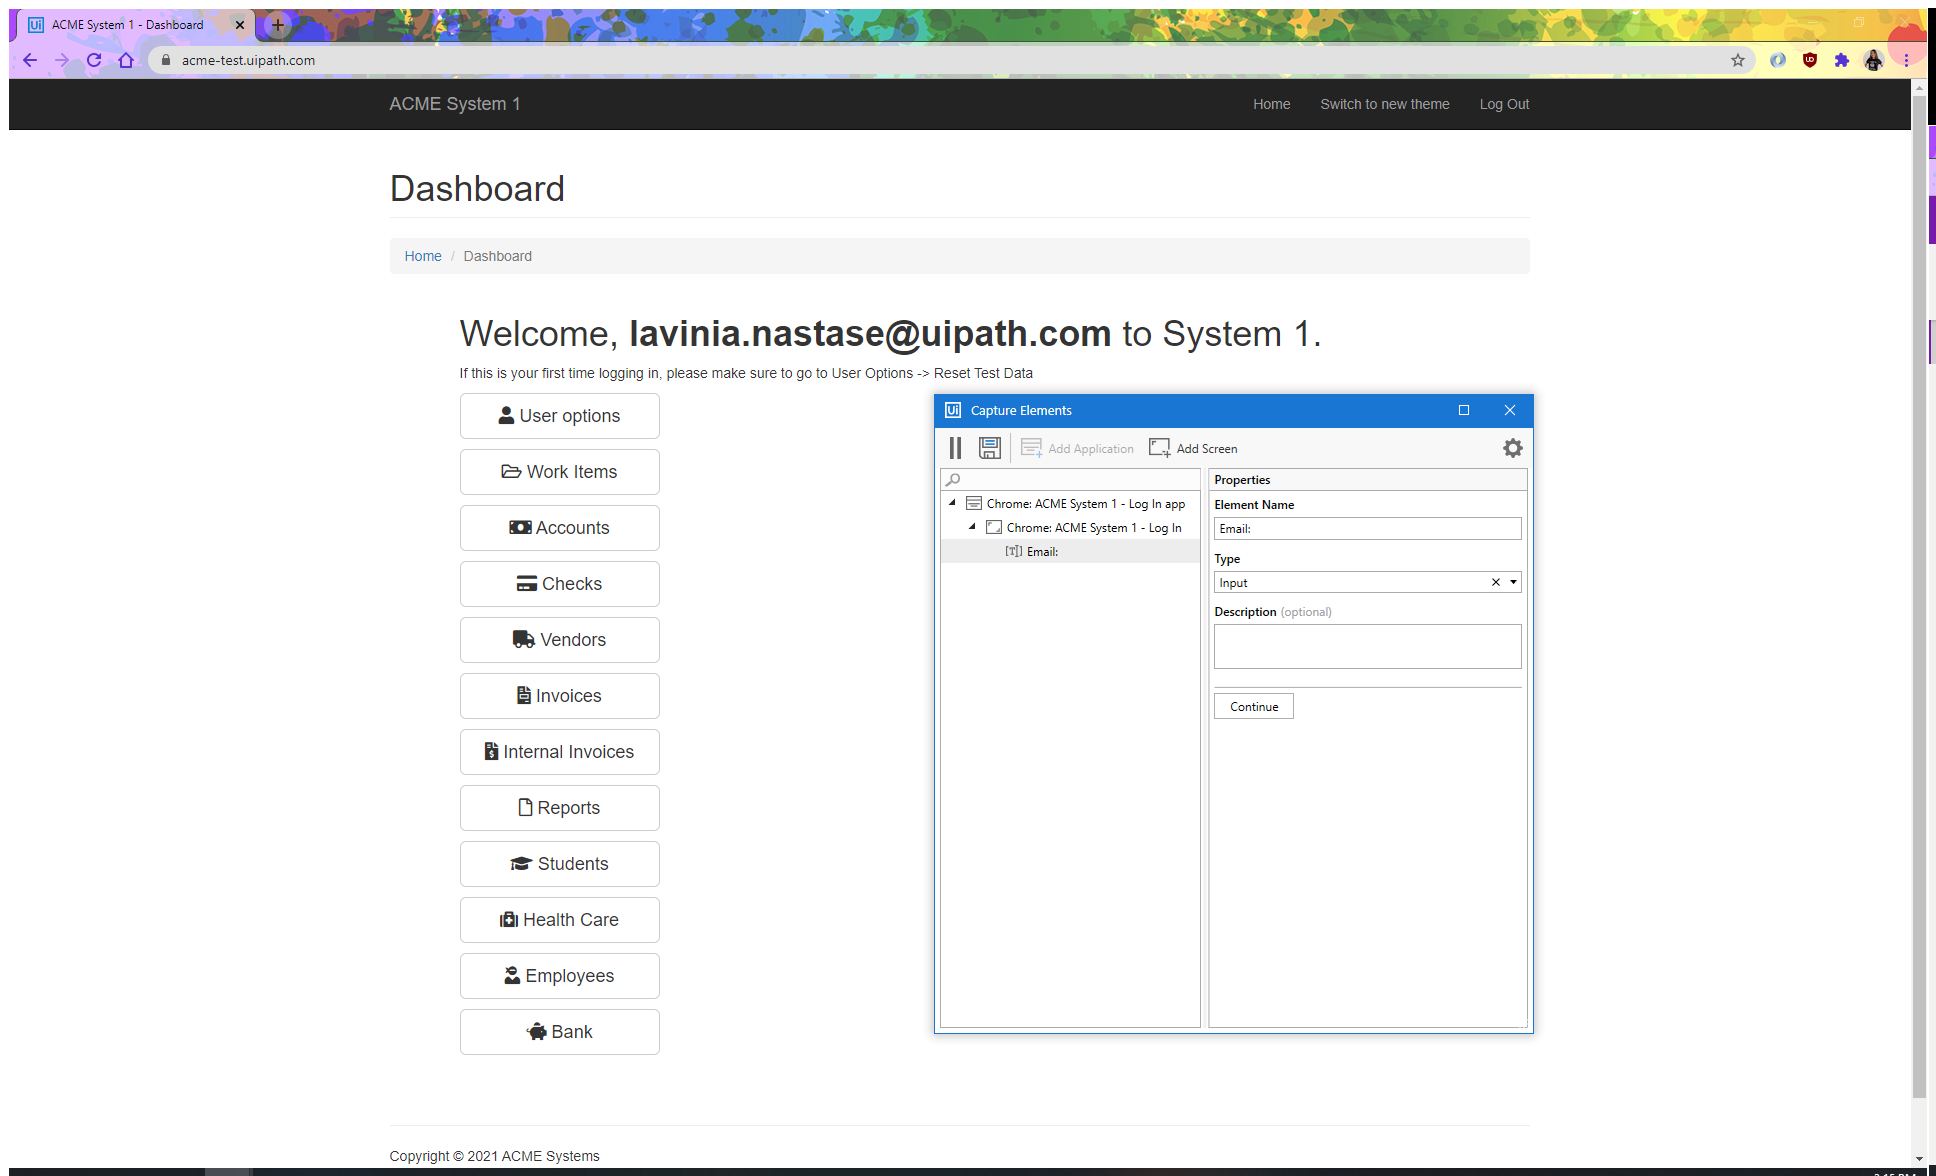 ACME System 1 - Dashboard
acme-test.uipath.com
ACME System 1
Home
Switch to new theme
Log Out
Dashboard
Home / Dashboard
Welcome, lavinia.nastase@uipath.com to System 1.
If this is your first time logging in, please make sure to go to User Options -> Reset Test Data
User options
Work Items
Accounts
Checks
Vendors
Invoices
Internal Invoices
Reports
Students
Health Care
Employees
Bank
Ui Capture Elements
Add Application
Add Screen
Chrome: ACME System 1 - Log In app
Chrome: ACME System 1 - Log In
[T] Email:
Properties
Element Name
Email:
Type
Input
Description (optional)
Continue
Copyright © 2021 ACME Systems